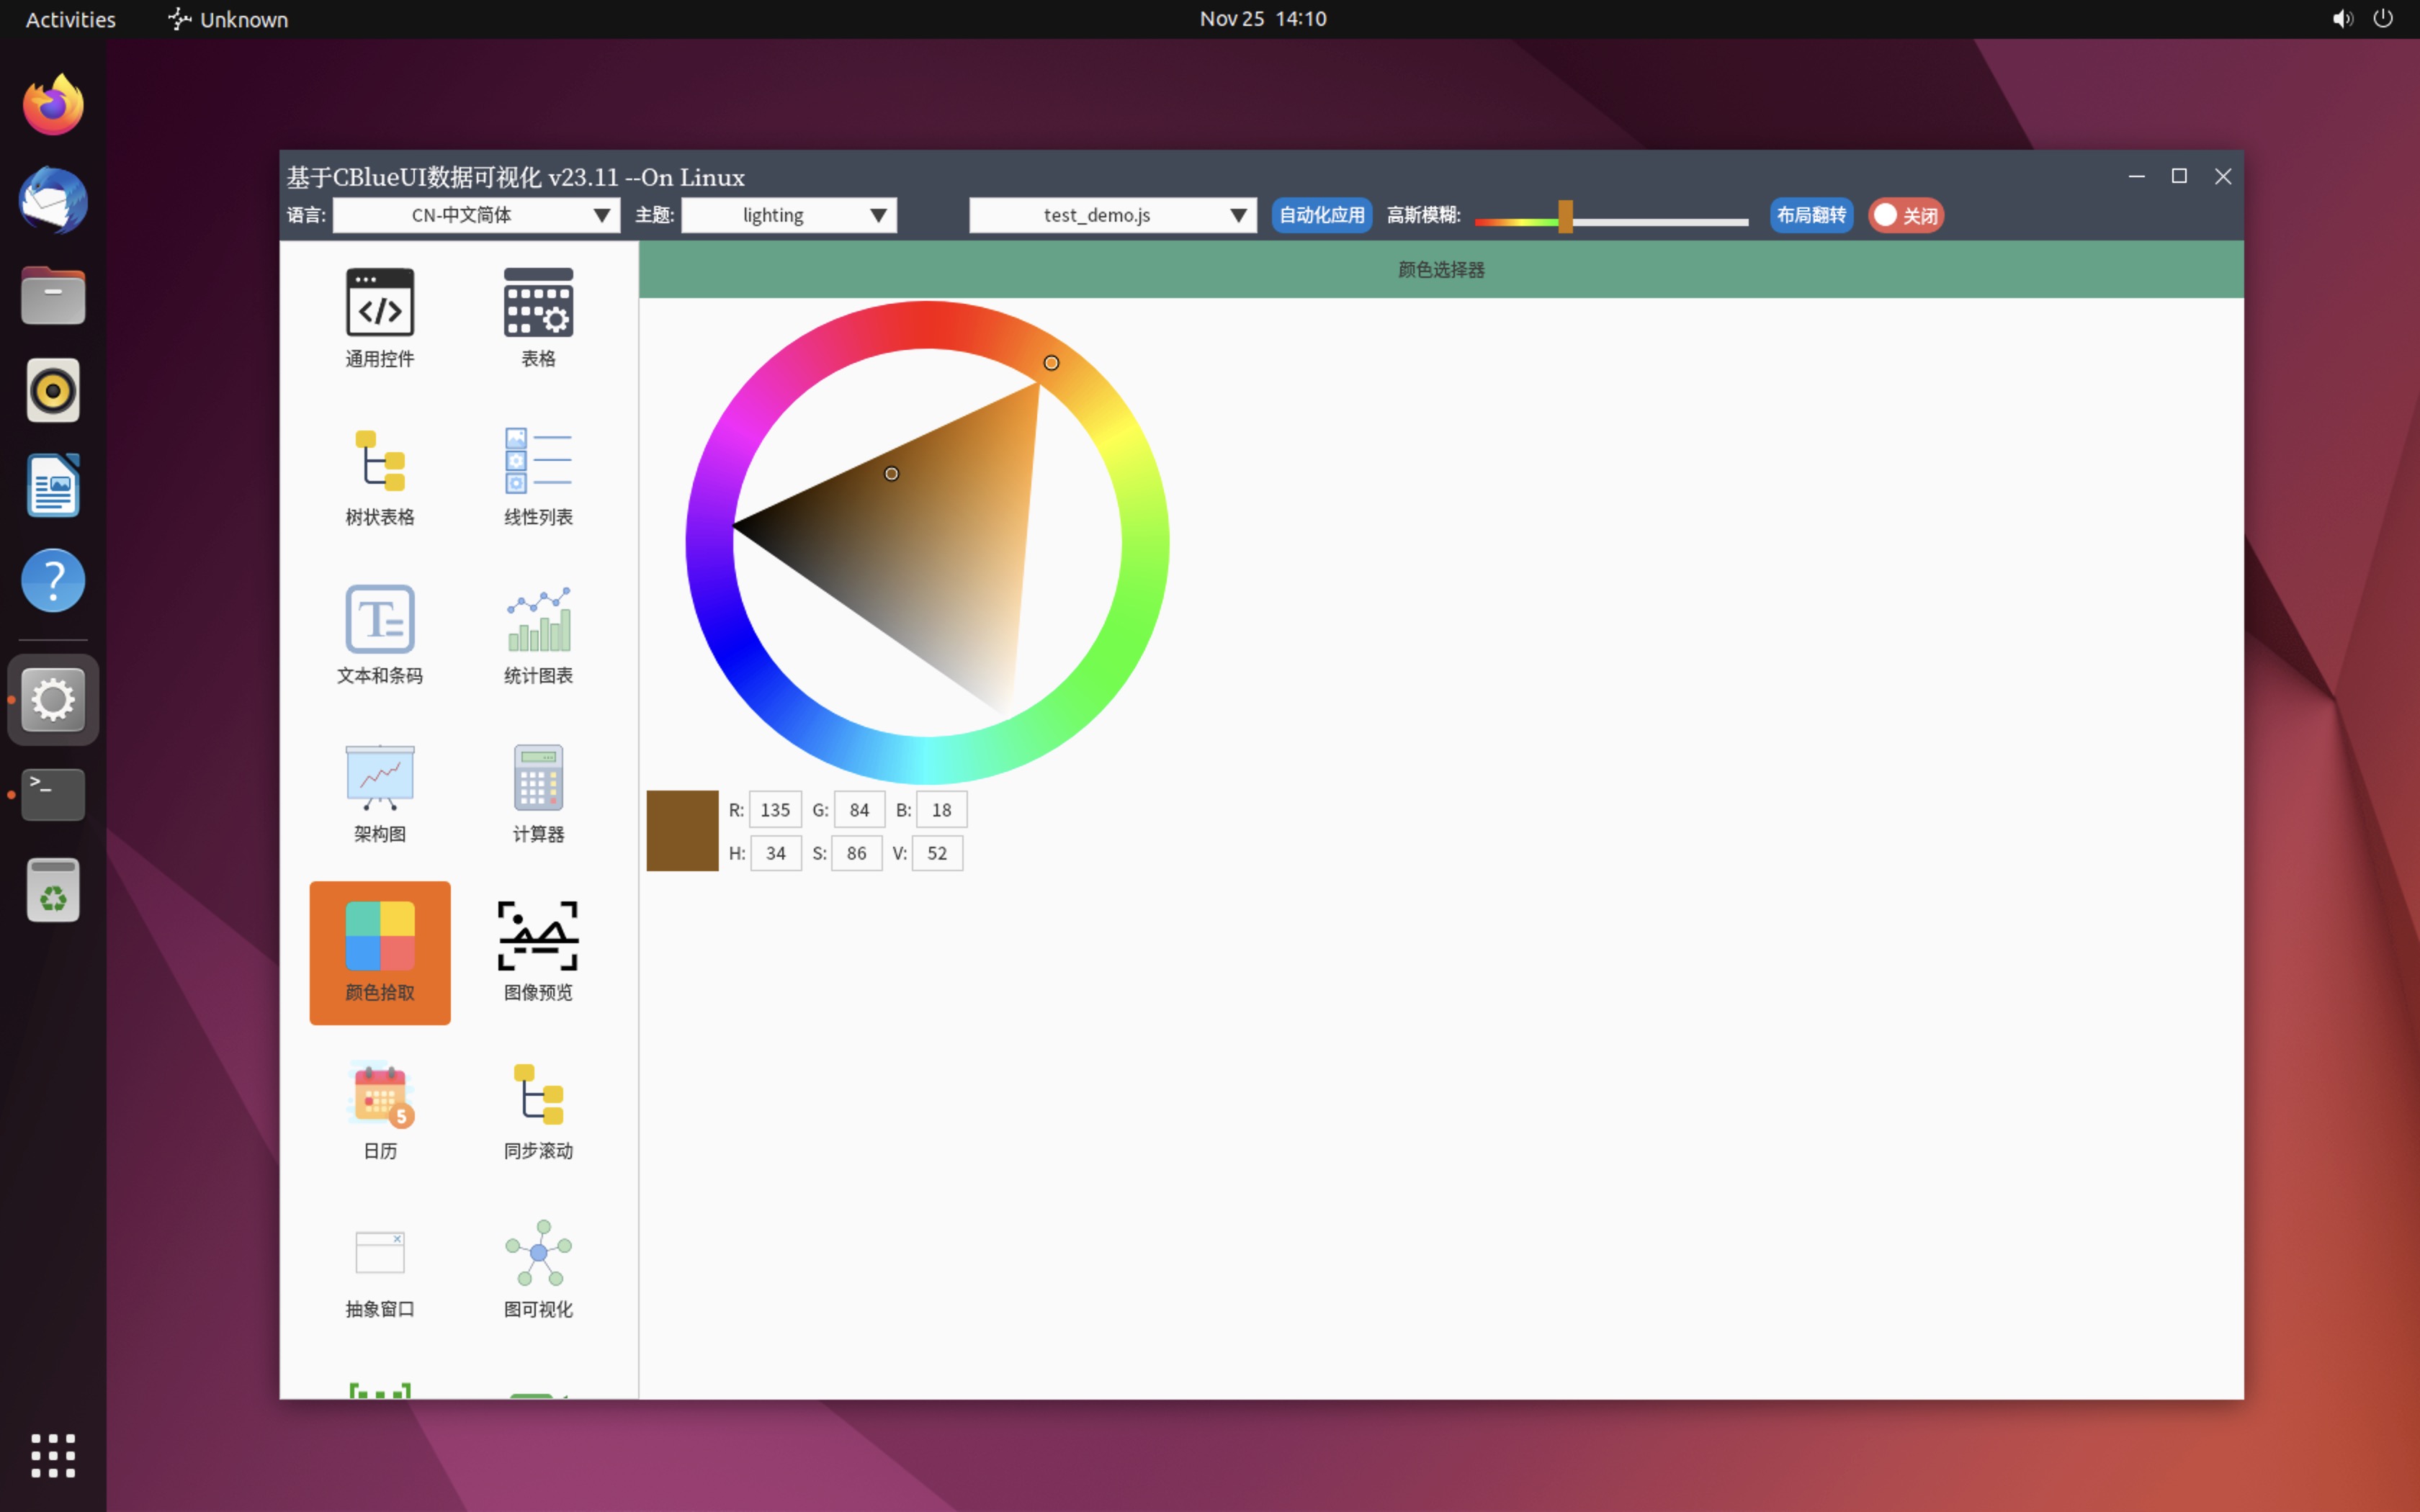 Activities Unknown Nov 25 14:10
基于CBlueUI数据可视化 v23.11 --On Linux
语言: CN-中文简体 主题: lighting test_demo.js 自动化应用 高斯模糊: 布局翻转 关闭
颜色选择器
通用控件 表格
树状表格 线性列表
文本和条码 统计图表
架构图 计算器
颜色拾取 图像预览
5
日历 同步滚动
抽象窗口 图可视化
R: 135 G: 84 B: 18
H: 34 S: 86 V: 52